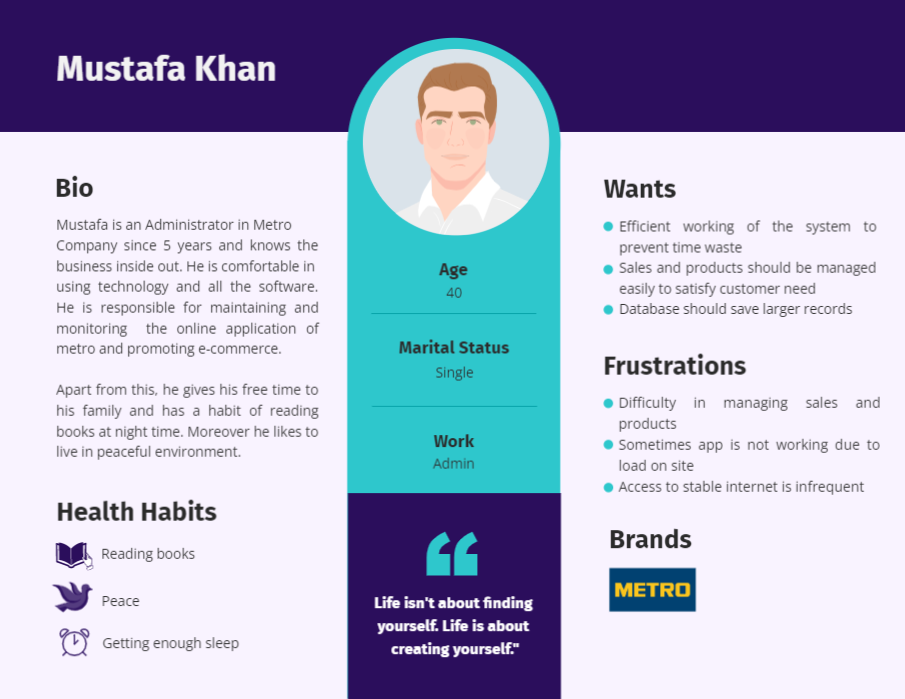 Mustafa Khan
Bio
Mustafa is an Administrator in Metro
Company since 5 years and knows the
business inside out. He is comfortable in
using technology and all the software.
He is responsible for maintaining and
monitoring the online application of
metro and promoting e-commerce.
Apart from this, he gives his free time to
his family and has a habit of reading
books at night time. Moreover he likes to
live in peaceful environment.
Health Habits
Reading books
Peace
Getting enough sleep
Age
40
Marital Status
Single
Work
Admin
Life isn't about finding
yourself. Life is about
creating yourself."
Wants
Efficient working of the system to
prevent time waste
Sales and products should be managed
easily to satisfy customer need
Database should save larger records
Frustrations
Difficulty in managing sales and
products
Sometimes app is not working due to
load on site
Access to stable internet is infrequent
Brands
METRO